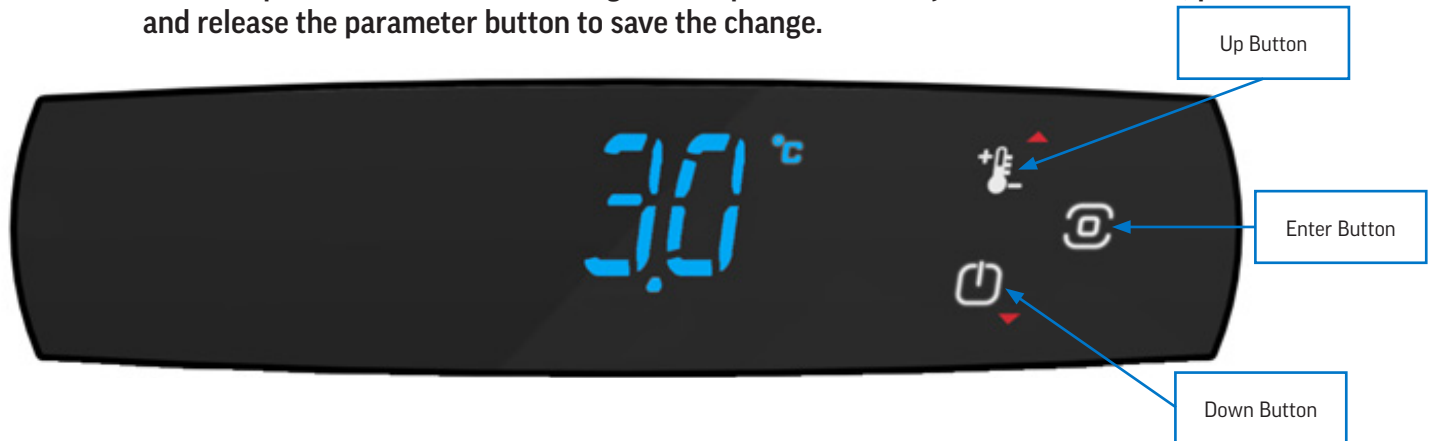 and release the parameter button to save the change.
Up Button
3.0 °C
Enter Button
Down Button